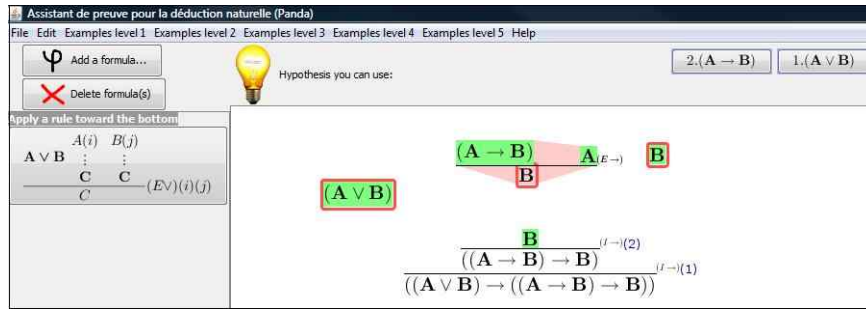 Assistant de preuve pour la déduction naturelle (Panda)
File Edit Examples level 1 Examples level 2 Examples level 3 Examples level 4 Examples level 5 Help
Add a formula...
Delete formula(s)
Hypothesis you can use:
2.(A → B) 1.(A ∨ B)
Apply a rule toward the bottom
A(i) B(j)
A ∨ B ⋮ ⋮
C C
(E∨)(i)(j)
C
(A → B) A (E→) B
B
(A ∨ B)
B
(I→)(2)
((A → B) → B)
(I→)(1)
((A ∨ B) → ((A → B) → B))